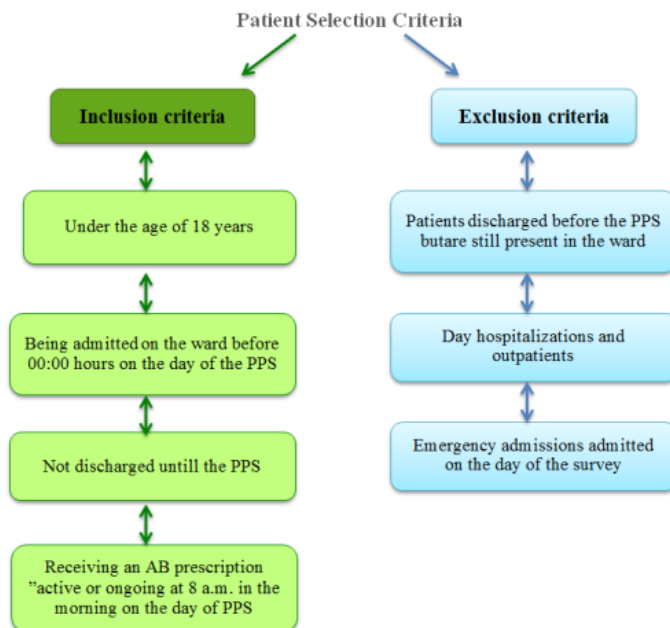 Patient Selection Criteria
Inclusion criteria
Under the age of 18 years
Being admitted on the ward before
00:00 hours on the day of the PPS
Not discharged untill the PPS
Receiving an AB prescription
”active or ongoing at 8 a.m. in the
morning on the day of PPS
Exclusion criteria
Patients discharged before the PPS
butare still present in the ward
Day hospitalizations and
outpatients
Emergency admissions admitted
on the day of the survey